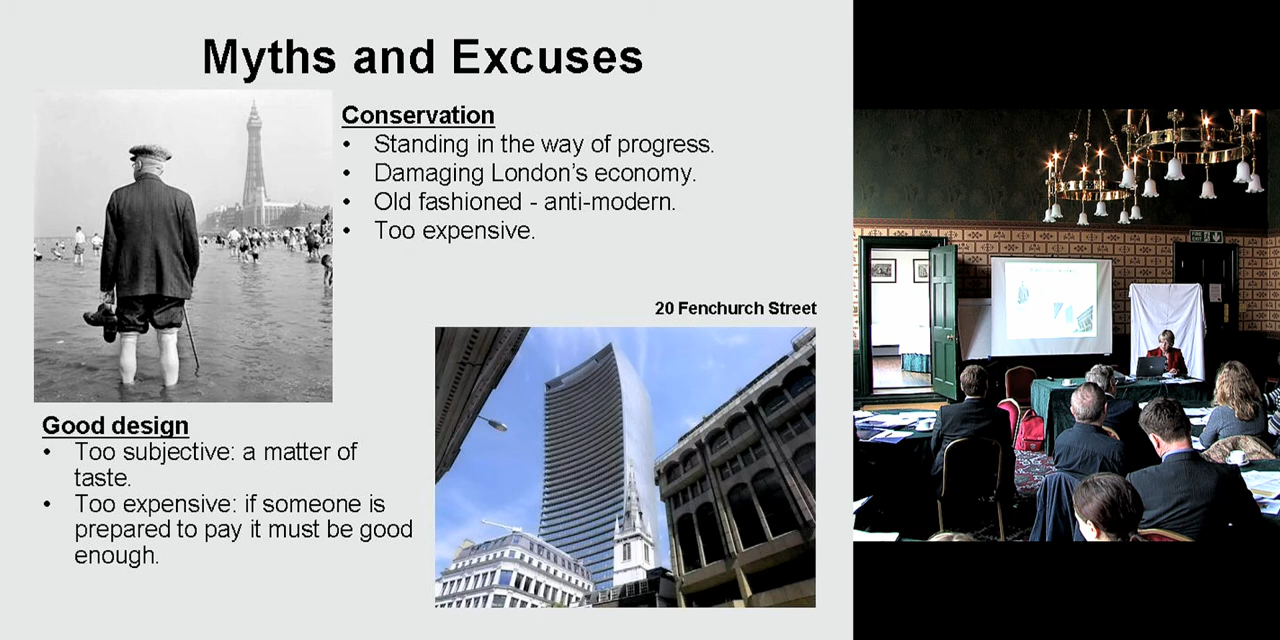 Myths and Excuses
Conservation
• Standing in the way of progress.
• Damaging London’s economy.
• Old fashioned - anti-modern.
• Too expensive.
20 Fenchurch Street
Good design
• Too subjective: a matter of
taste.
• Too expensive: if someone is
prepared to pay it must be good
enough.